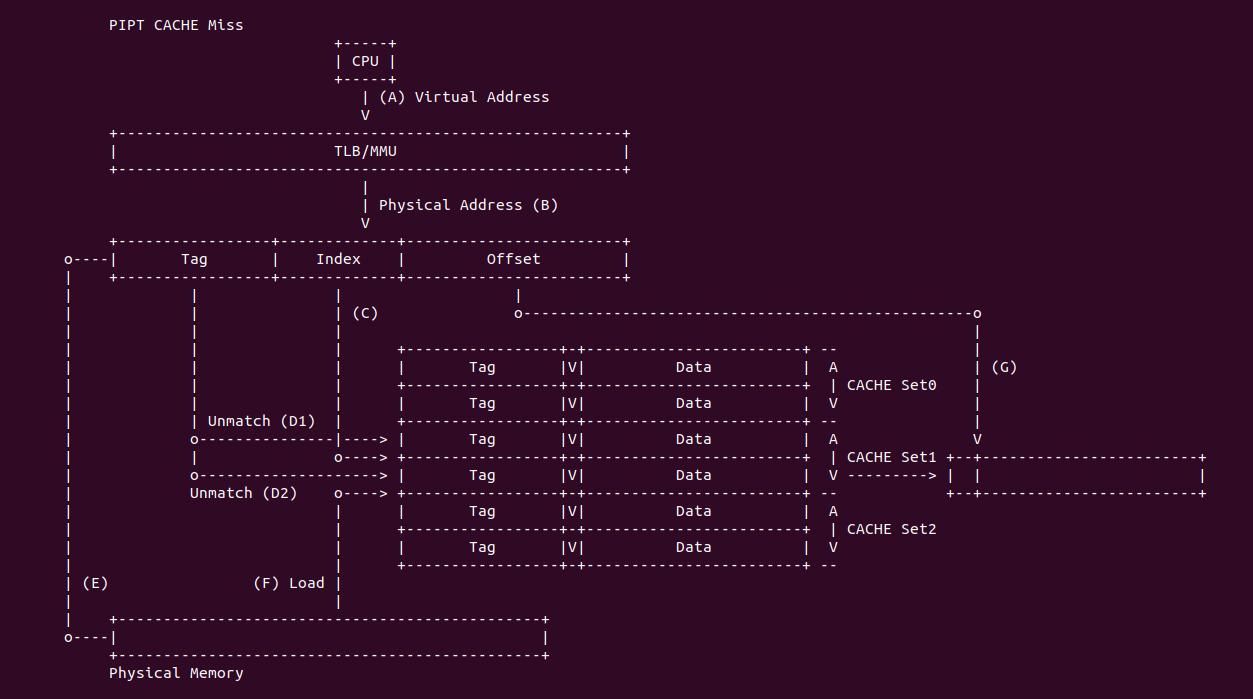 PIPT CACHE Miss
CPU
(A) Virtual Address
V
TLB/MMU
Physical Address (B)
V
Tag Index Offset
(C)
Tag V Data A (G)
CACHE Set0
Tag V Data V
Unmatch (D1)
Tag V Data A V
CACHE Set1
Tag V Data V
Unmatch (D2)
Tag V Data A
CACHE Set2
Tag V Data V
(E) (F) Load
Physical Memory